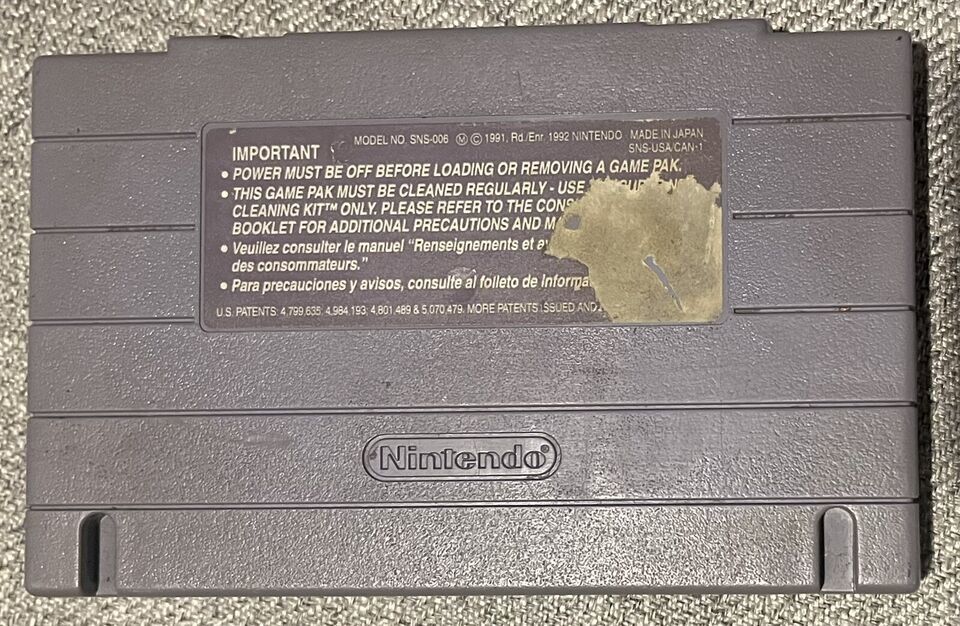 MODEL NO. SNS-006 Ⓜ © 1991, Rd./Enr. 1992 NINTENDO MADE IN JAPAN
IMPORTANT SNS-USA/CAN-1
• POWER MUST BE OFF BEFORE LOADING OR REMOVING A GAME PAK.
• THIS GAME PAK MUST BE CLEANED REGULARLY - USE
CLEANING KIT™ ONLY. PLEASE REFER TO THE CONS
BOOKLET FOR ADDITIONAL PRECAUTIONS AND
• Veuillez consulter le manuel "Renseignements et
des consommateurs."
• Para precauciones y avisos, consulte al folleto de
U.S. PATENTS: 4,799,635; 4,984,193; 4,801,489 & 5,070,479. MORE PATENTS ISSUED AND
Nintendo®